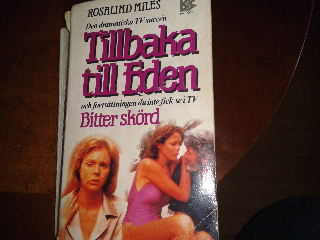 ROSALIND MILES
Den dramatiska TV-succén
Tillbaka
till Eden
och fortsättningen du inte fick se i TV
Bitter skörd